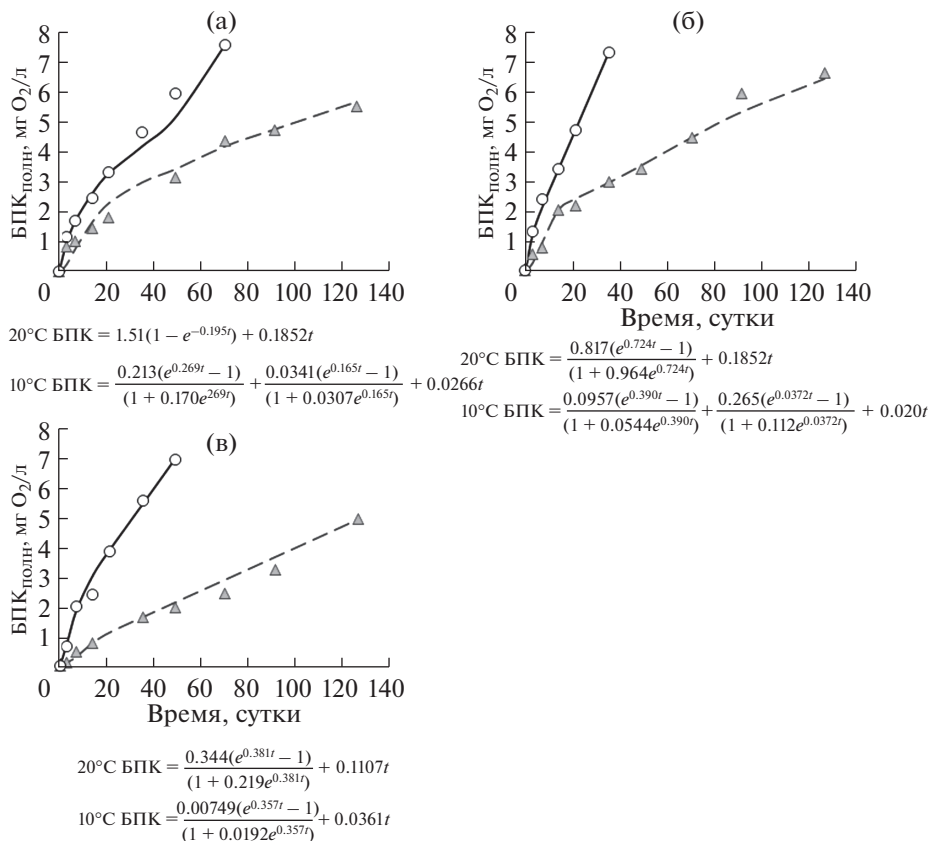 (а)
БПКполн, мг O2/л
8
7
6
5
4
3
2
1
0 20 40 60 80 100 120 140
20°C БПК = 1.51(1 − e^−0.195t) + 0.1852t
10°C БПК = 0.213(e^0.269t − 1)/(1 + 0.170e^269t) + 0.0341(e^0.165t − 1)/(1 + 0.0307e^0.165t) + 0.0266t
(б)
БПКполн, мг O2/л
8
7
6
5
4
3
2
1
0 20 40 60 80 100 120 140
Время, сутки
20°C БПК = 0.817(e^0.724t − 1)/(1 + 0.964e^0.724t) + 0.1852t
10°C БПК = 0.0957(e^0.390t − 1)/(1 + 0.0544e^0.390t) + 0.265(e^0.0372t − 1)/(1 + 0.112e^0.0372t) + 0.020t
(в)
БПКполн, мг O2/л
8
7
6
5
4
3
2
1
0 20 40 60 80 100 120 140
Время, сутки
20°C БПК = 0.344(e^0.381t − 1)/(1 + 0.219e^0.381t) + 0.1107t
10°C БПК = 0.00749(e^0.357t − 1)/(1 + 0.0192e^0.357t) + 0.0361t